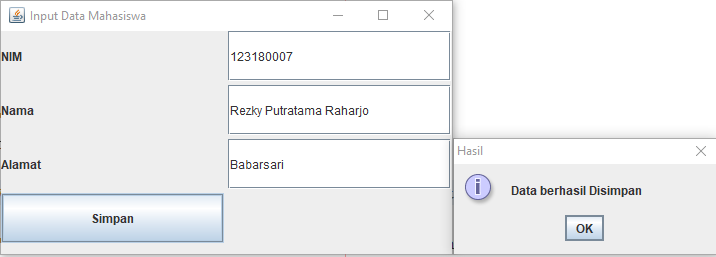 Input Data Mahasiswa
NIM 123180007
Nama Rezky Putratama Raharjo
Alamat Babarsari
Simpan
Hasil
Data berhasil Disimpan
OK